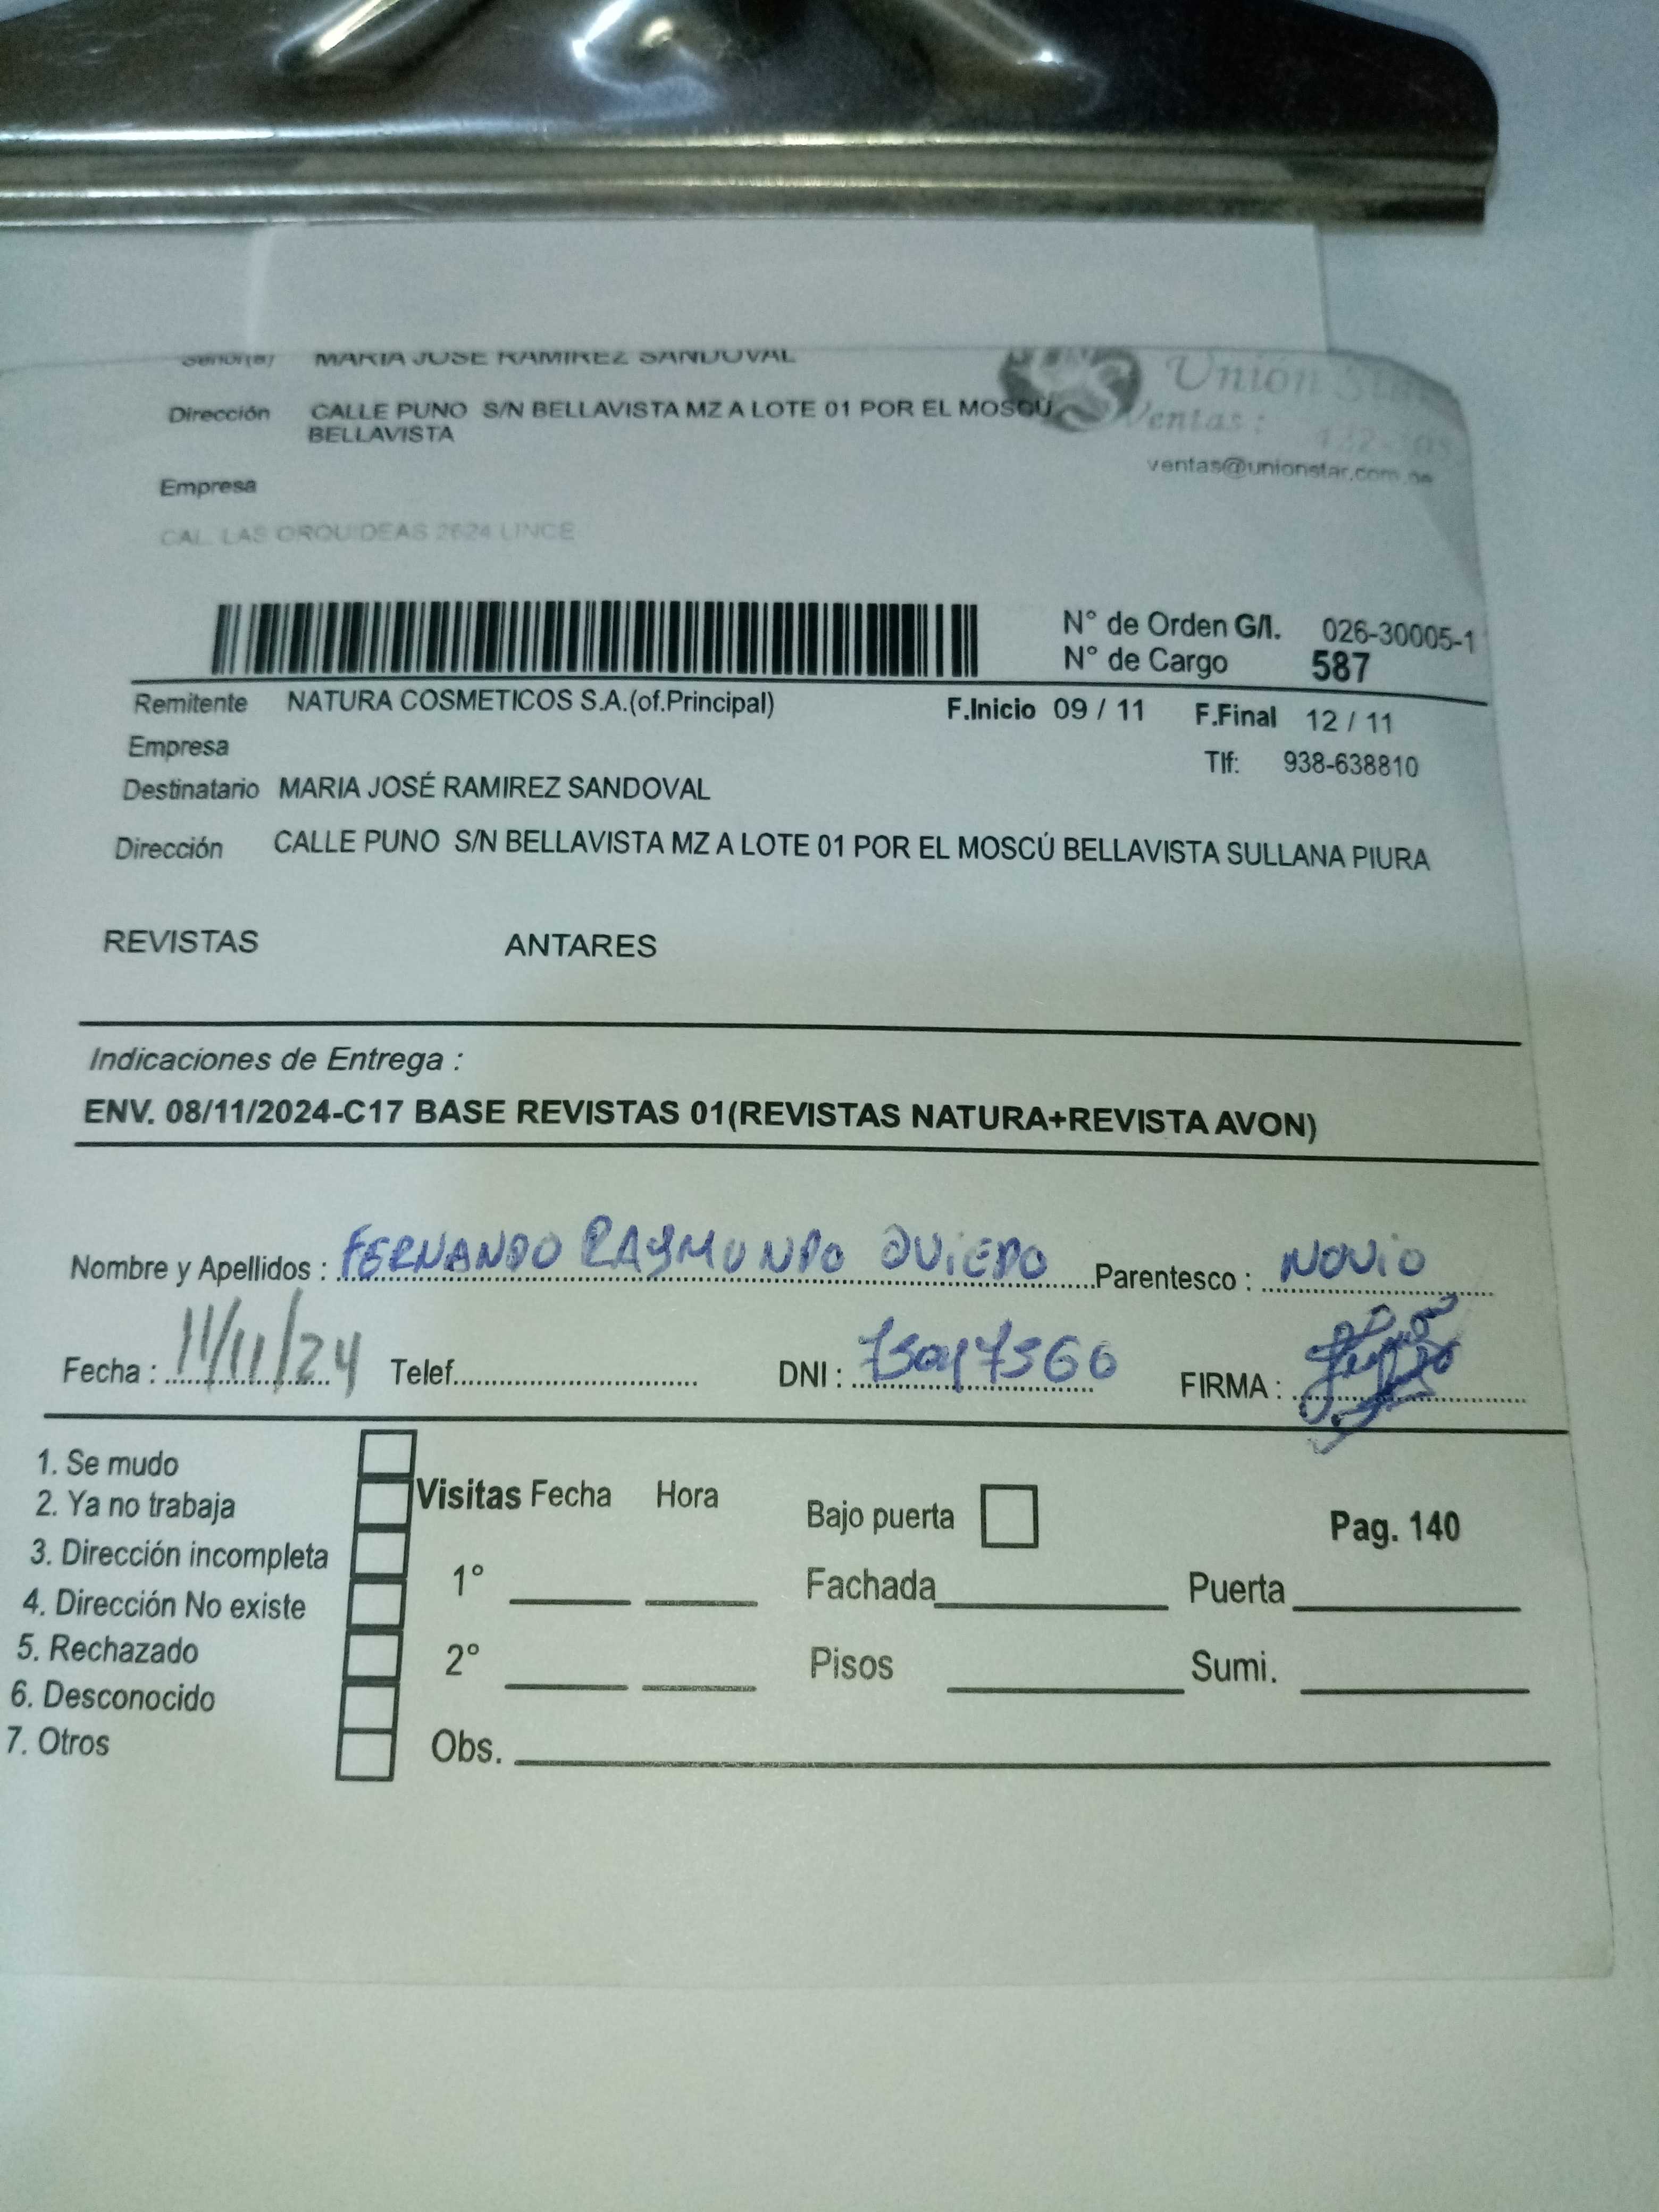 Señor(a) MARIA JOSÉ RAMIREZ SANDOVAL
Unión Star
Dirección CALLE PUNO S/N BELLAVISTA MZ A LOTE 01 POR EL MOSCÚ
BELLAVISTA
Ventas :
ventas@unionstar.com.pe
Empresa
CAL. LAS ORQUIDEAS 2624 LINCE
N° de Orden G/I. 026-30005-1
N° de Cargo 587
Remitente NATURA COSMETICOS S.A.(of.Principal) F.Inicio 09 / 11 F.Final 12 / 11
Empresa Tlf: 938-638810
Destinatario MARIA JOSÉ RAMIREZ SANDOVAL
Dirección CALLE PUNO S/N BELLAVISTA MZ A LOTE 01 POR EL MOSCÚ BELLAVISTA SULLANA PIURA
REVISTAS ANTARES
Indicaciones de Entrega :
ENV. 08/11/2024-C17 BASE REVISTAS 01(REVISTAS NATURA+REVISTA AVON)
Nombre y Apellidos : FERNANDO RAYMUNDO OVIEDO Parentesco : NOVIO
Fecha : 11/11/24 Telef. DNI : FIRMA :
1. Se mudo
2. Ya no trabaja Visitas Fecha Hora Bajo puerta Pag. 140
3. Dirección incompleta 1° Fachada Puerta
4. Dirección No existe
5. Rechazado 2° Pisos Sumi.
6. Desconocido
7. Otros Obs.